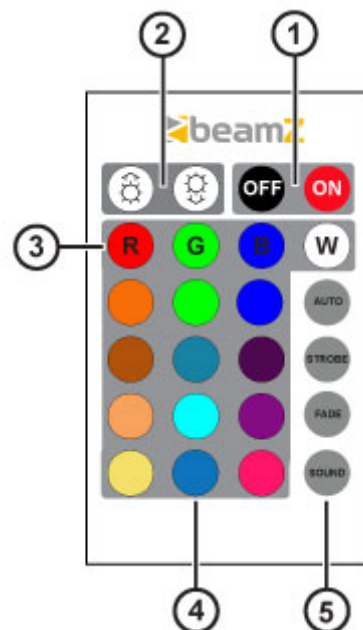 2
1
beamZ
OFF ON
3
R G B W
AUTO
STROBE
FADE
SOUND
4
5